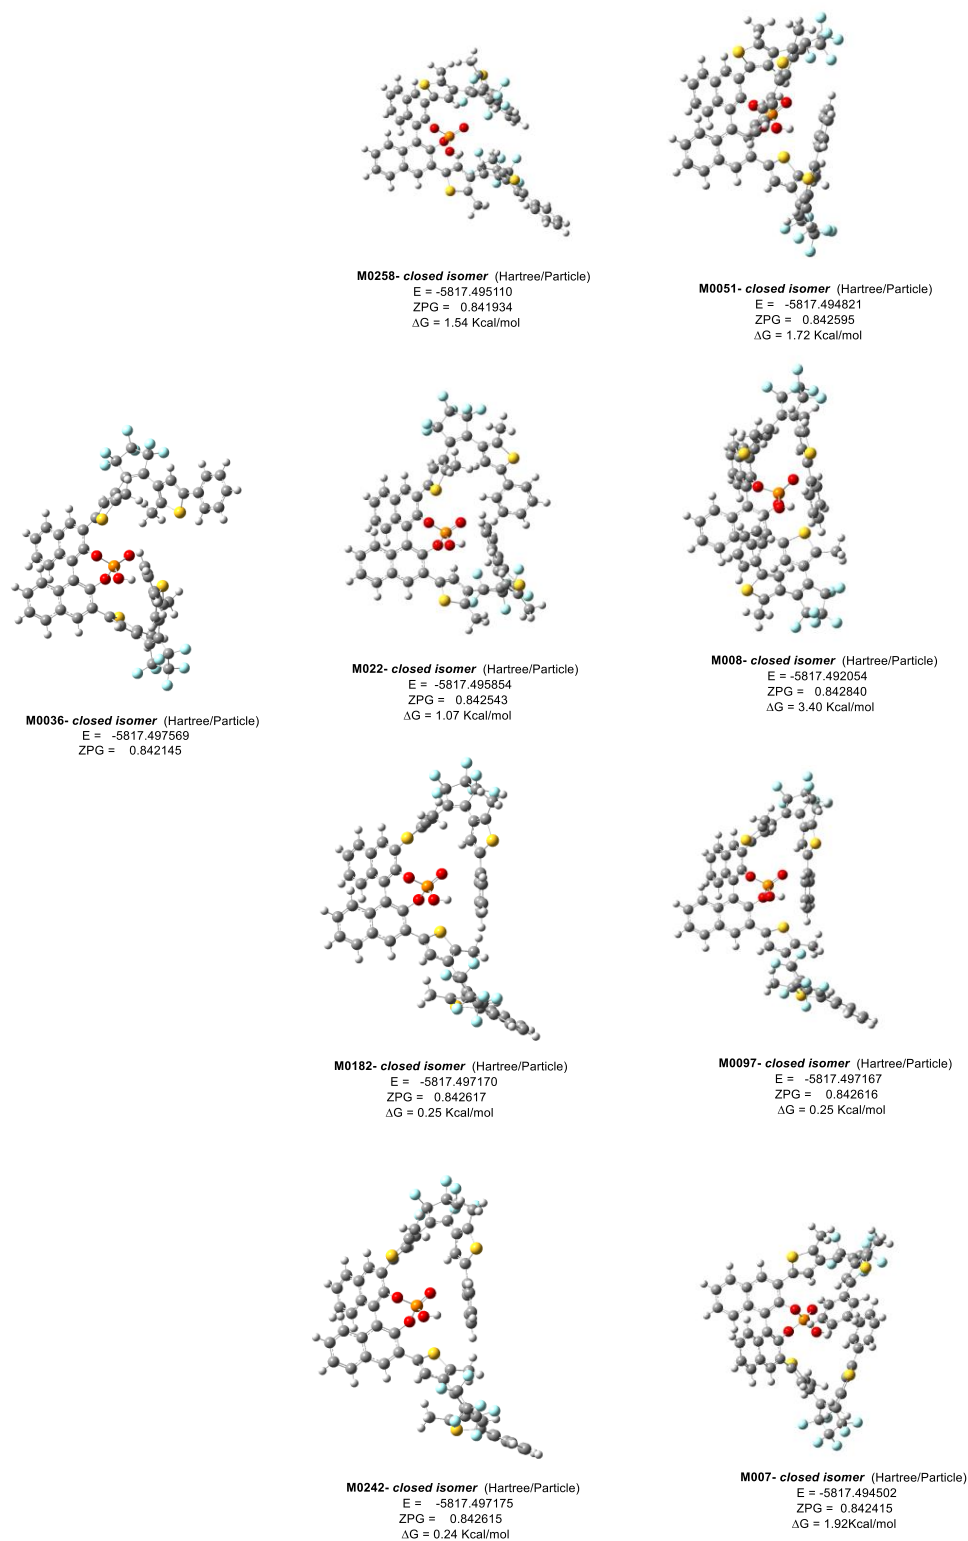 M0258- closed isomer (Hartree/Particle)
E = -5817.495110
ZPG = 0.841934
ΔG = 1.54 Kcal/mol
M0051- closed isomer (Hartree/Particle)
E = -5817.494821
ZPG = 0.842595
ΔG = 1.72 Kcal/mol
M0036- closed isomer (Hartree/Particle)
E = -5817.497569
ZPG = 0.842145
M022- closed isomer (Hartree/Particle)
E = -5817.495854
ZPG = 0.842543
ΔG = 1.07 Kcal/mol
M008- closed isomer (Hartree/Particle)
E = -5817.492054
ZPG = 0.842840
ΔG = 3.40 Kcal/mol
M0182- closed isomer (Hartree/Particle)
E = -5817.497170
ZPG = 0.842617
ΔG = 0.25 Kcal/mol
M0097- closed isomer (Hartree/Particle)
E = -5817.497167
ZPG = 0.842616
ΔG = 0.25 Kcal/mol
M0242- closed isomer (Hartree/Particle)
E = -5817.497175
ZPG = 0.842615
ΔG = 0.24 Kcal/mol
M007- closed isomer (Hartree/Particle)
E = -5817.494502
ZPG = 0.842415
ΔG = 1.92Kcal/mol